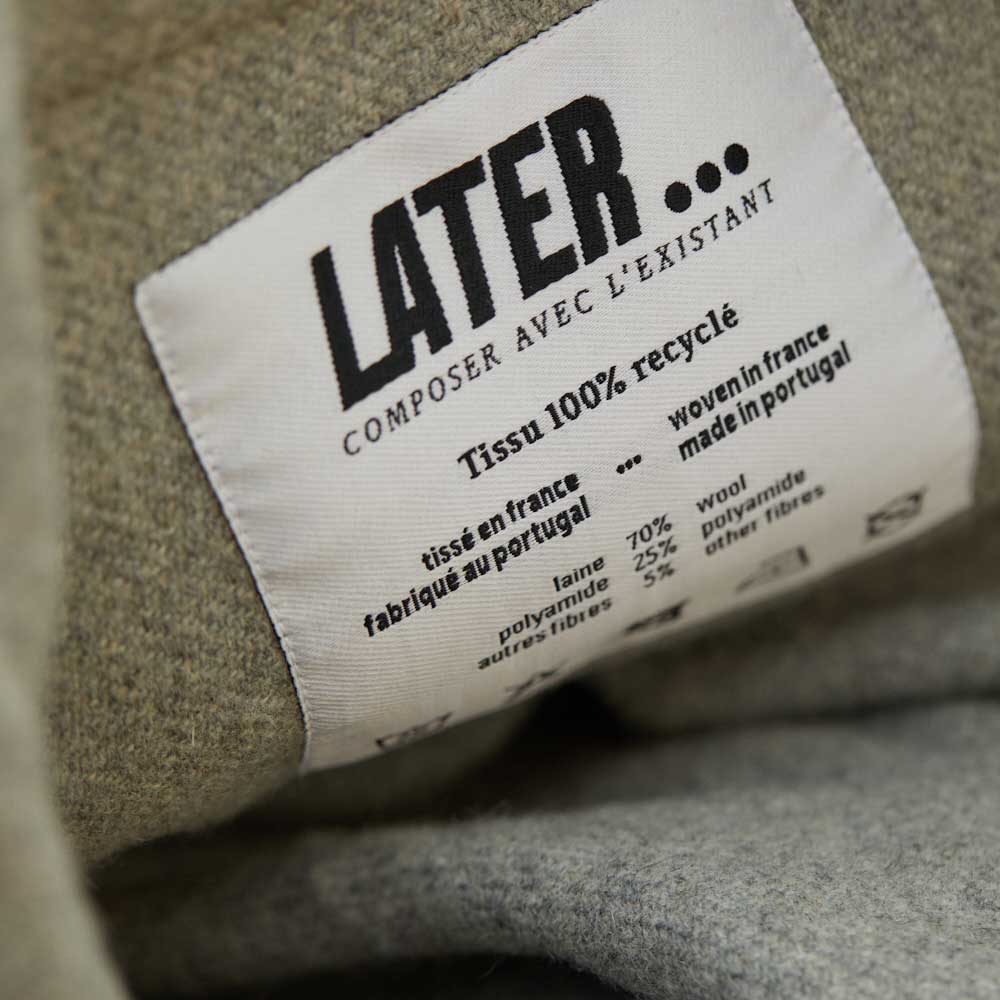 LATER...
COMPOSER AVEC L'EXISTANT
Tissu 100% recyclé
tissé en france
fabriqué au portugal
...
woven in france
made in portugal
laine 70% wool
polyamide 25% polyamide
autres fibres 5% other fibres